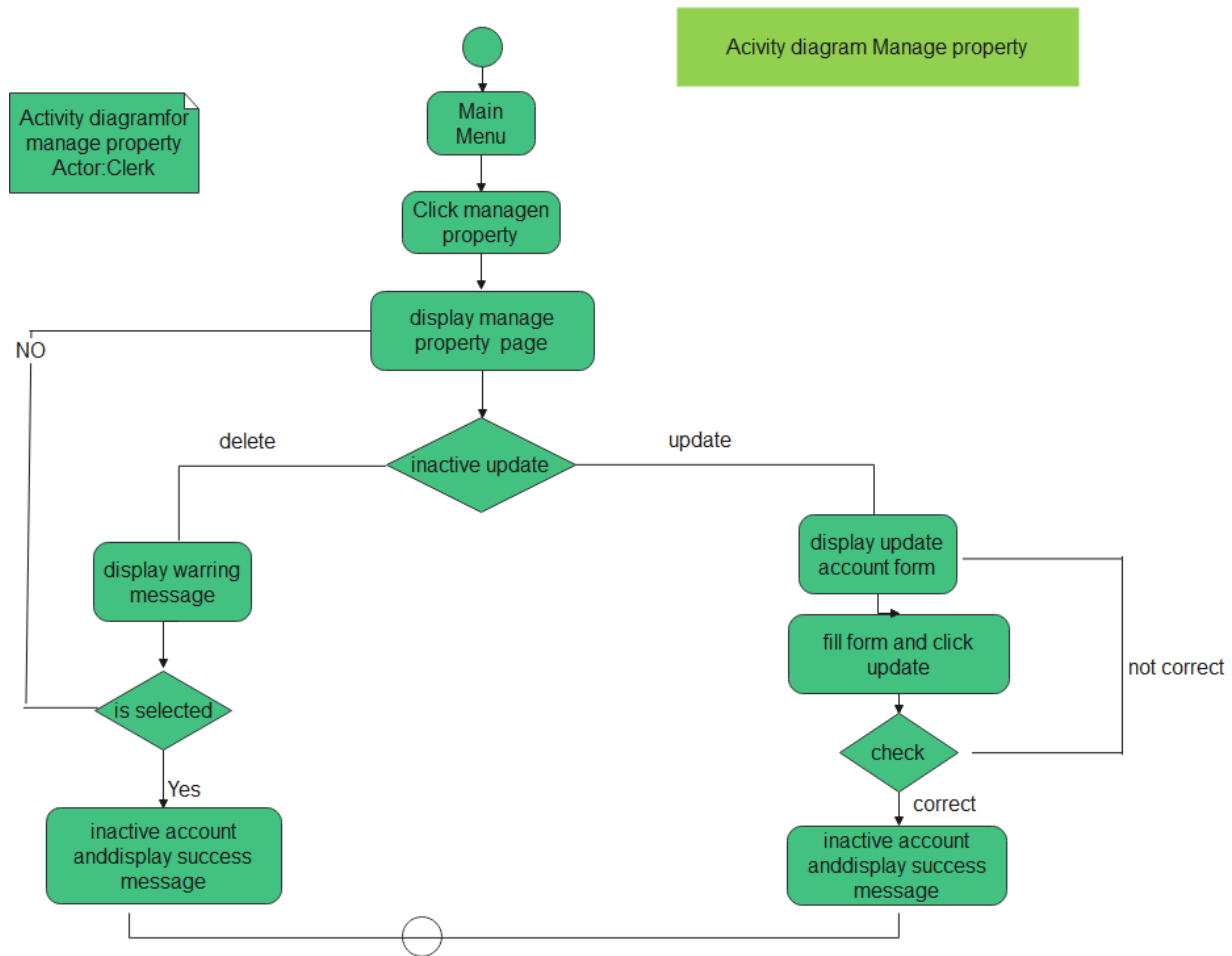 Acivity diagram Manage property
Activity diagramfor
manage property
Actor:Clerk
Main
Menu
Click managen
property
display manage
property page
NO
inactive update
delete
update
display warring
message
display update
account form
fill form and click
update
not correct
is selected
check
Yes
correct
inactive account
anddisplay success
message
inactive account
anddisplay success
message